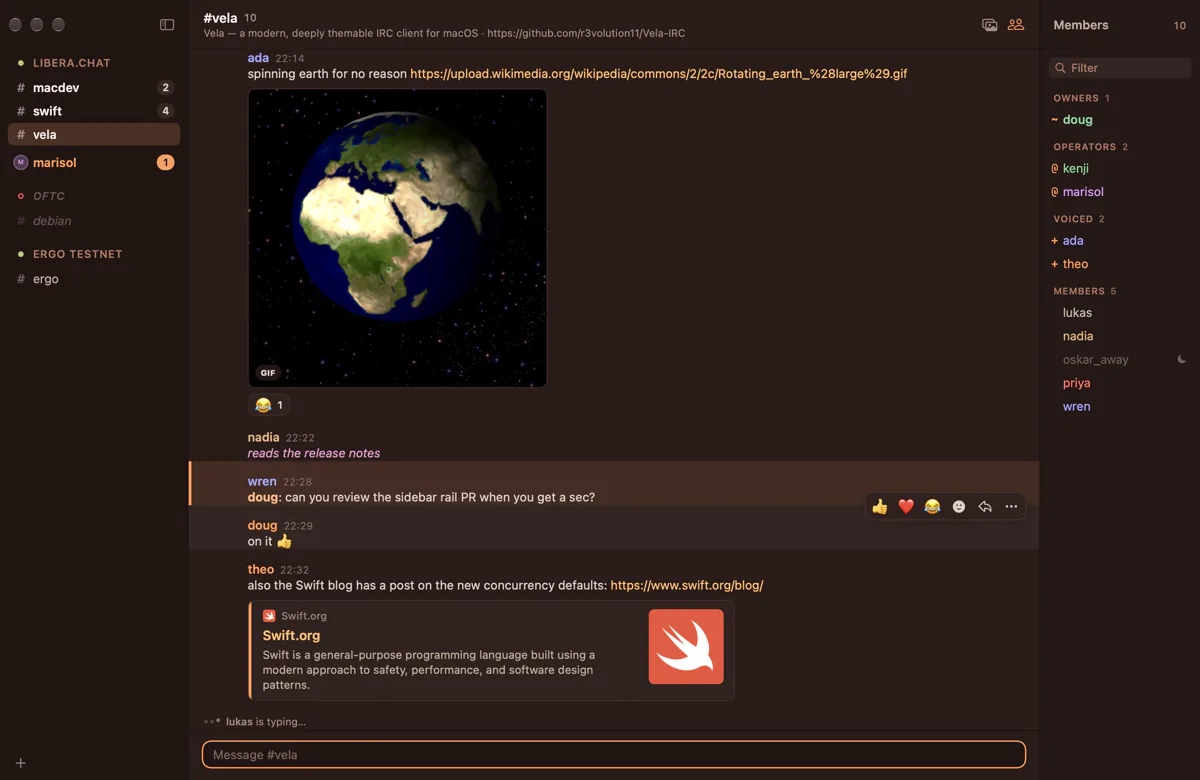 LIBERA.CHAT
# macdev 2
# swift 4
# vela
M marisol 1
OFTC
# debian
ERGO TESTNET
# ergo
#vela 10
Vela — a modern, deeply themable IRC client for macOS · https://github.com/r3volution11/Vela-IRC
ada 22:14
spinning earth for no reason https://upload.wikimedia.org/wikipedia/commons/2/2c/Rotating_earth_%28large%29.gif
GIF
😂 1
nadia 22:22
reads the release notes
wren 22:28
doug: can you review the sidebar rail PR when you get a sec?
doug 22:29
on it 👍
theo 22:32
also the Swift blog has a post on the new concurrency defaults: https://www.swift.org/blog/
Swift.org
Swift.org
Swift is a general-purpose programming language built using a
modern approach to safety, performance, and software design
patterns.
lukas is typing…
Message #vela
Members 10
Filter
OWNERS 1
~ doug
OPERATORS 2
@ kenji
@ marisol
VOICED 2
+ ada
+ theo
MEMBERS 5
lukas
nadia
oskar_away
priya
wren